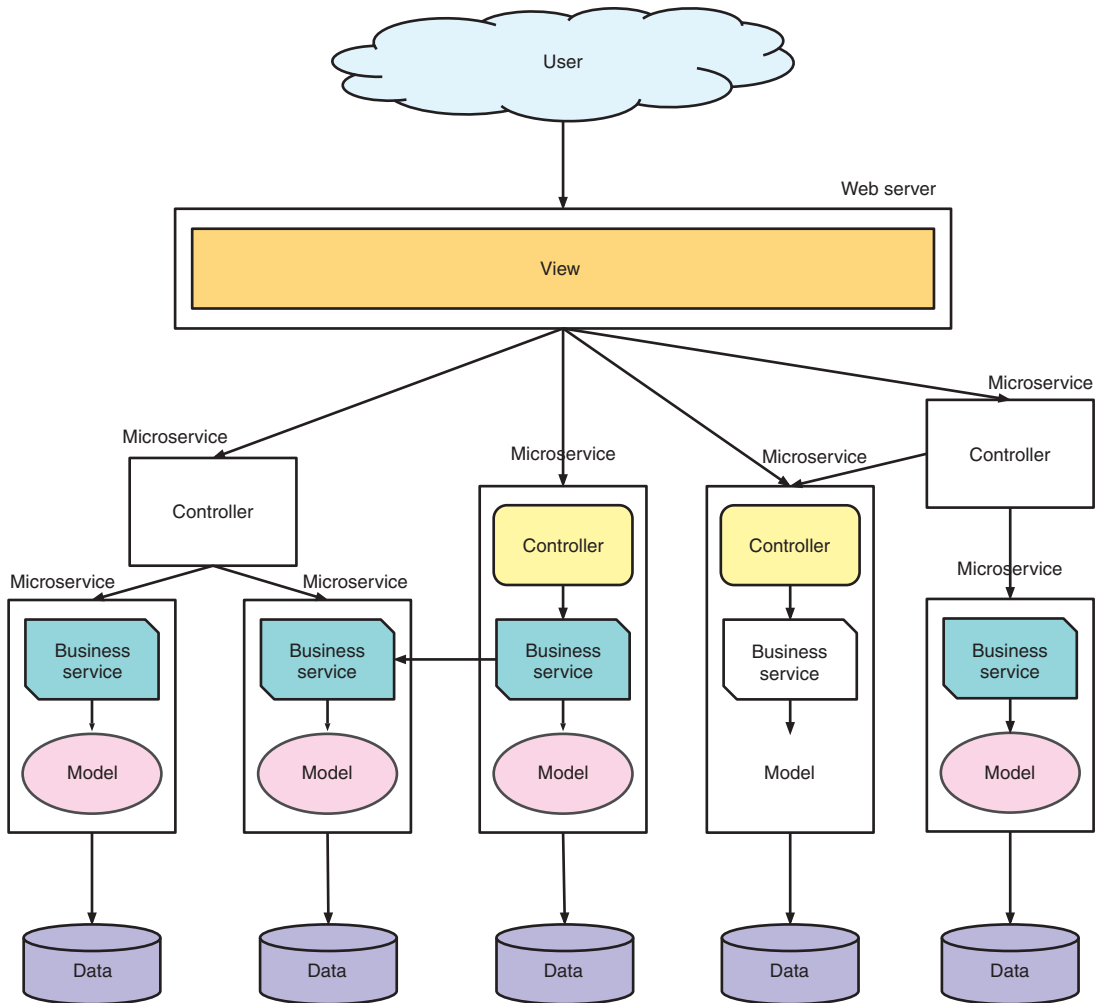 User
Web server
View
Microservice
Controller
Microservice
Controller
Microservice
Microservice
Controller
Controller
Microservice
Microservice
Microservice
Business
service
Business
service
Business
service
Business
service
Business
service
Model
Model
Model
Model
Model
Data
Data
Data
Data
Data